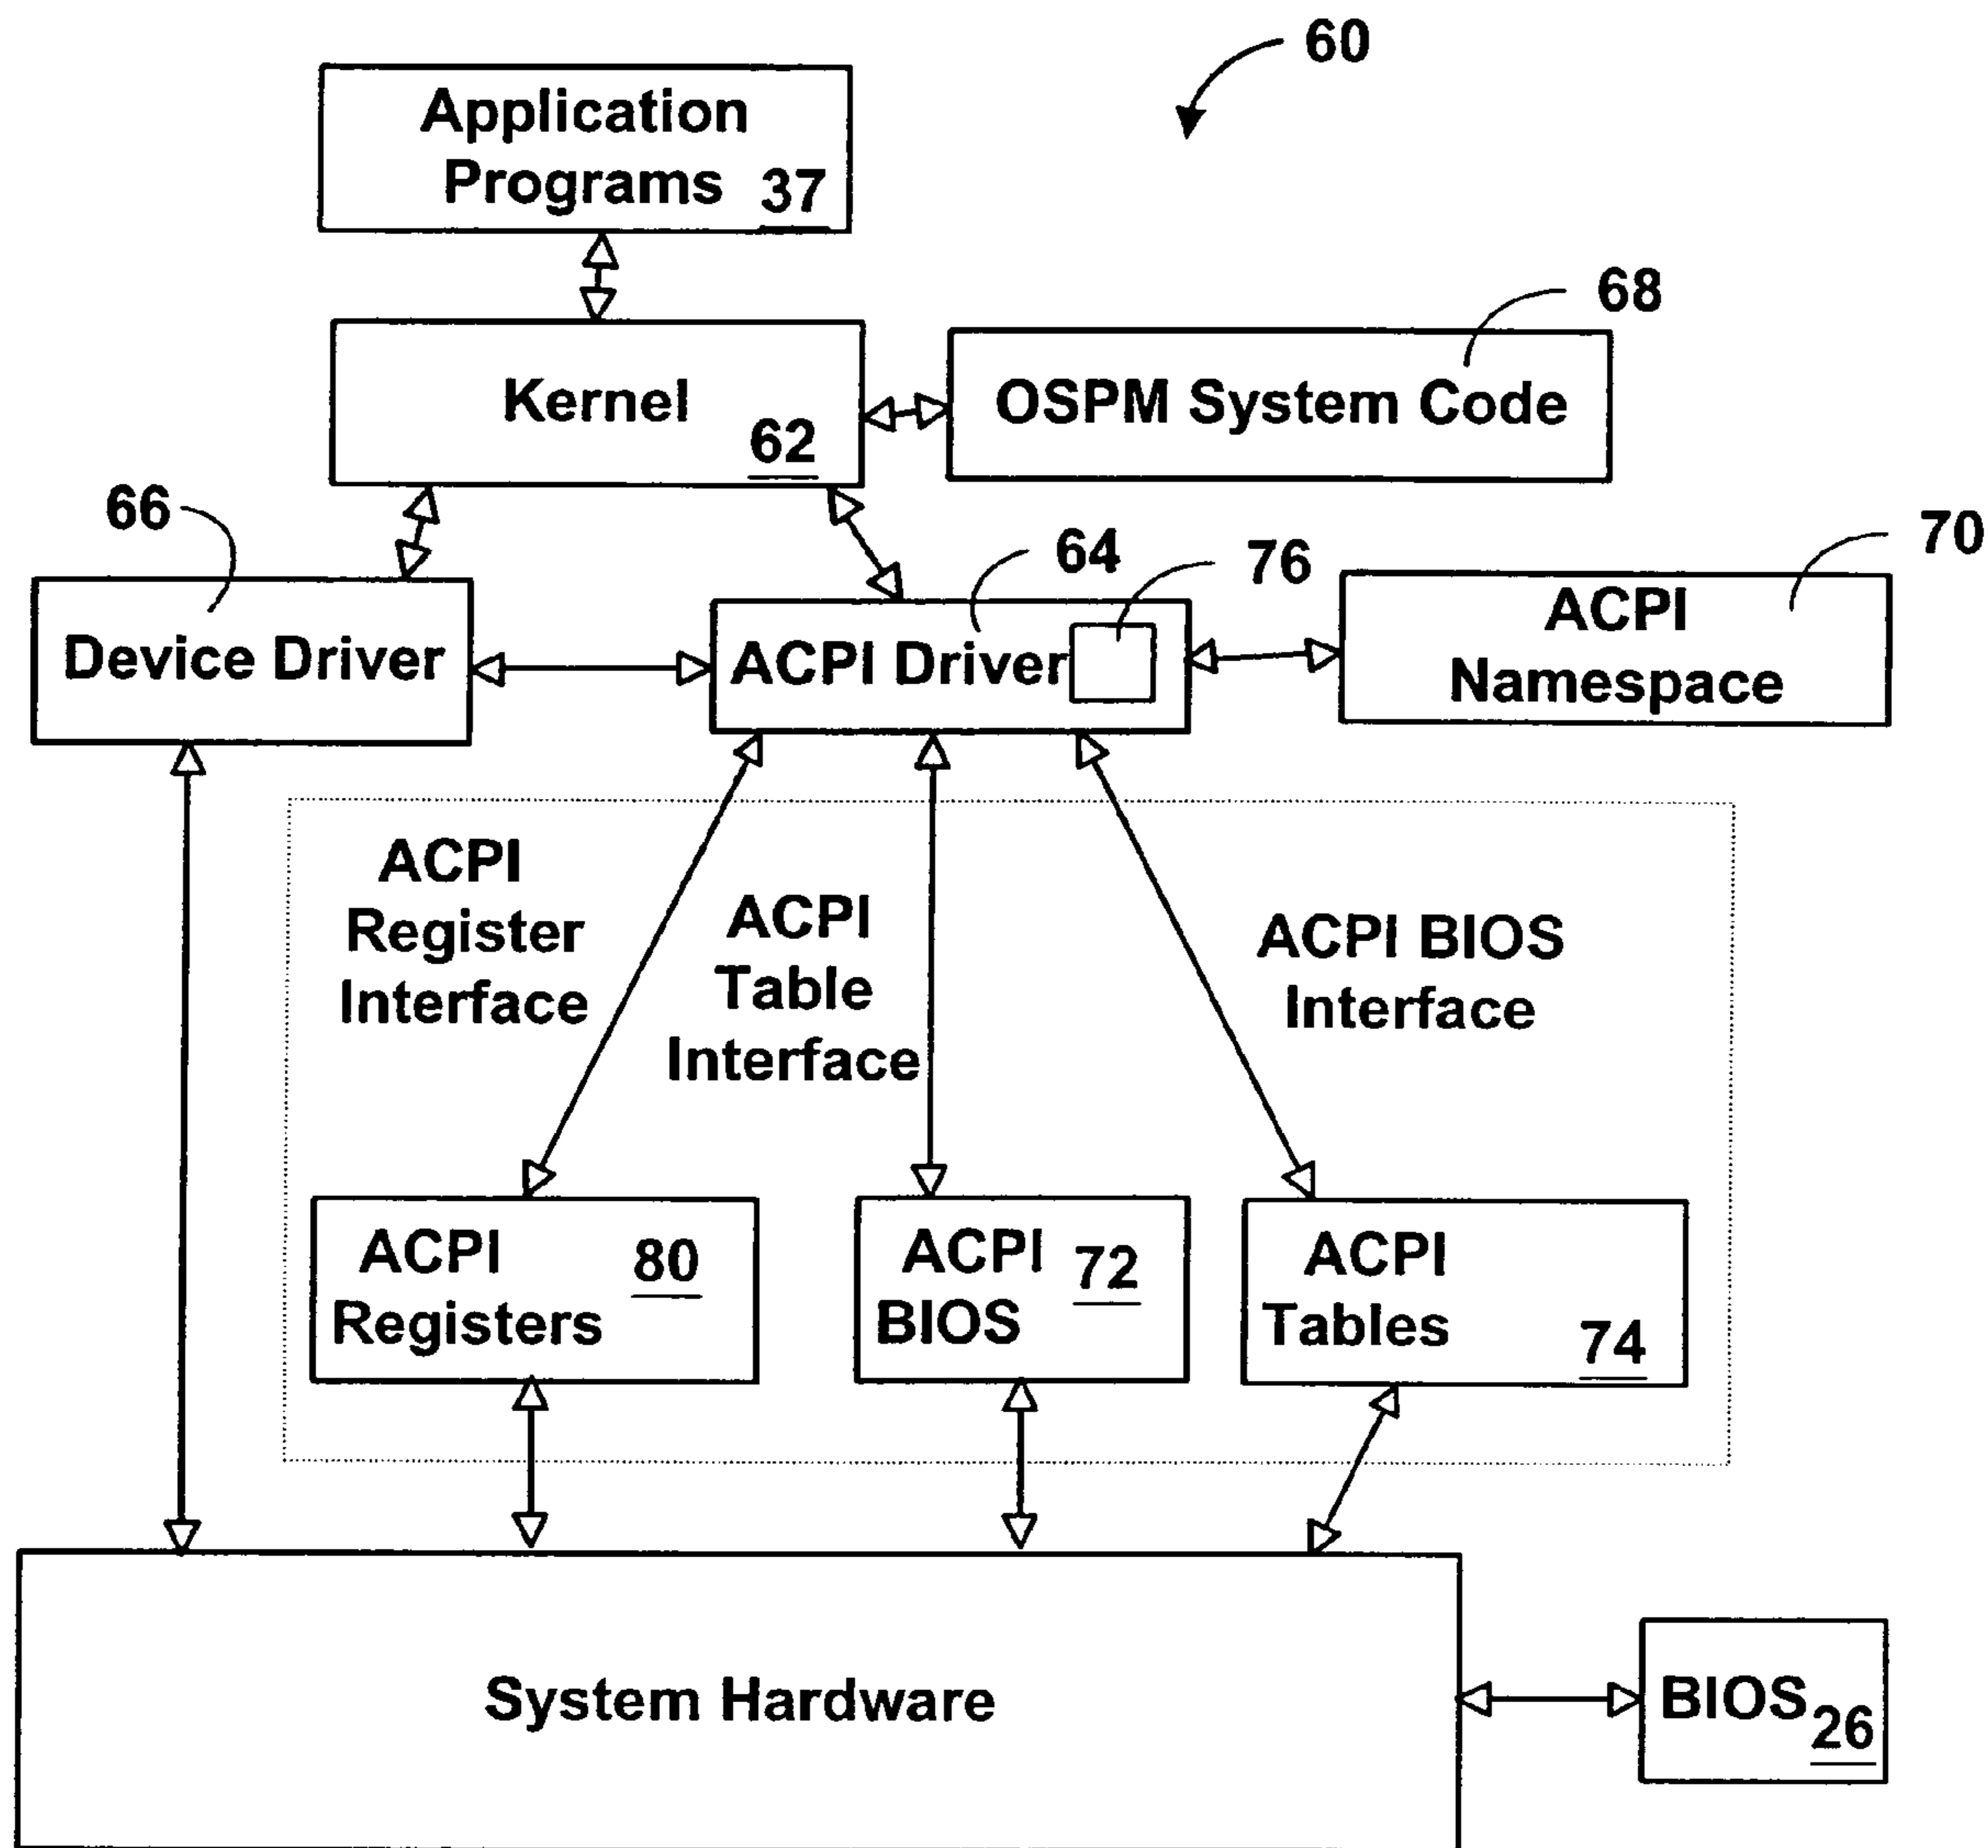 60
Application
Programs 37
68
Kernel
62
OSPM System Code
66
64
76
70
Device Driver
ACPI Driver
ACPI
Namespace
ACPI
Register
Interface
ACPI
Table
Interface
ACPI BIOS
Interface
ACPI
Registers
80
ACPI
BIOS
72
ACPI
Tables
74
System Hardware
BIOS 26